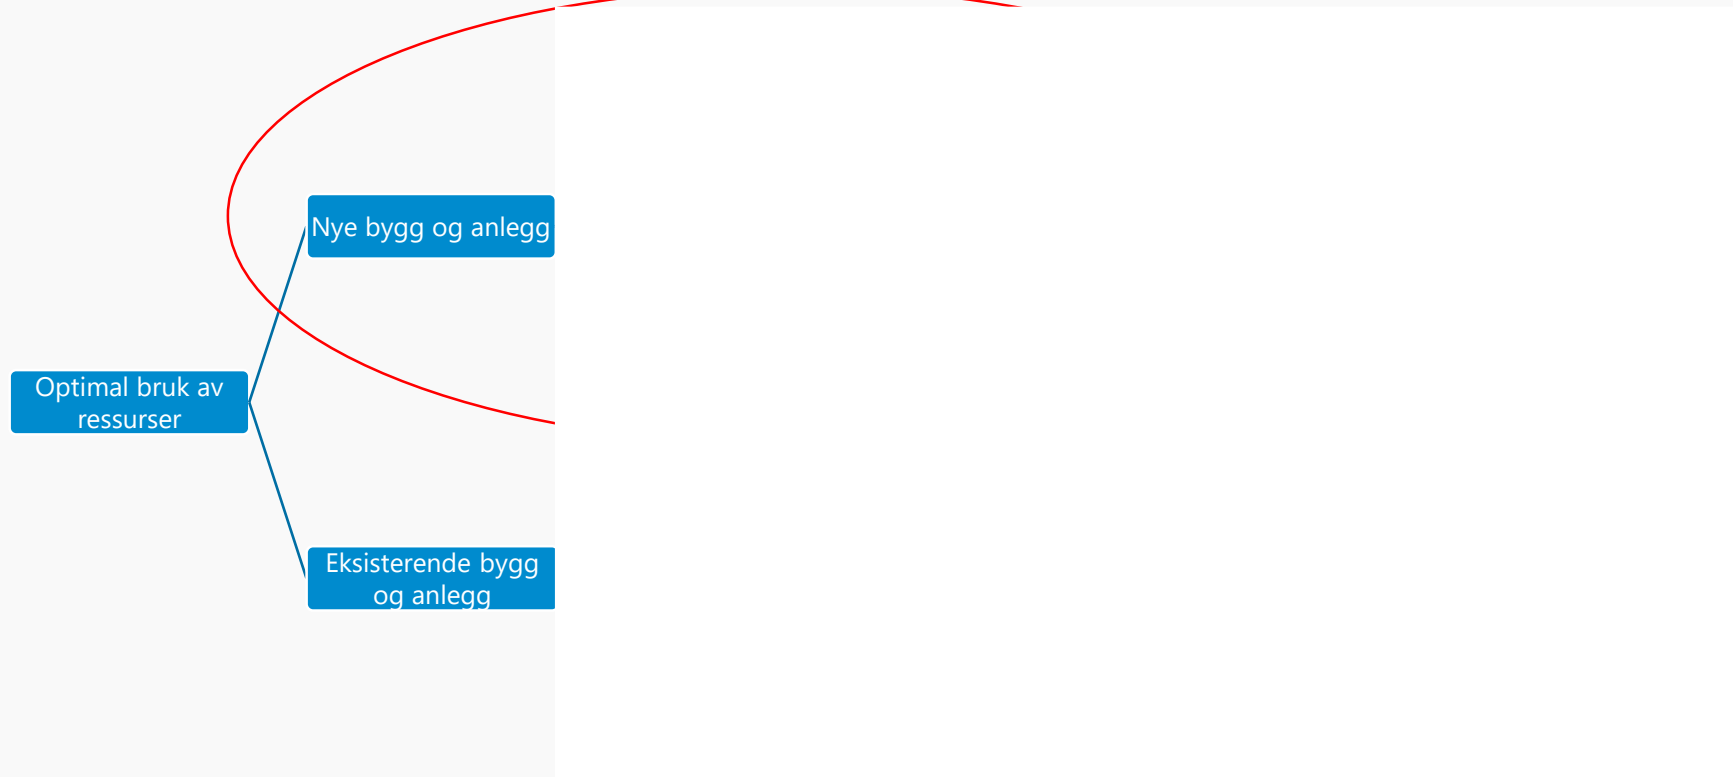 Nye bygg og anlegg
Optimal bruk av
ressurser
Eksisterende bygg
og anlegg